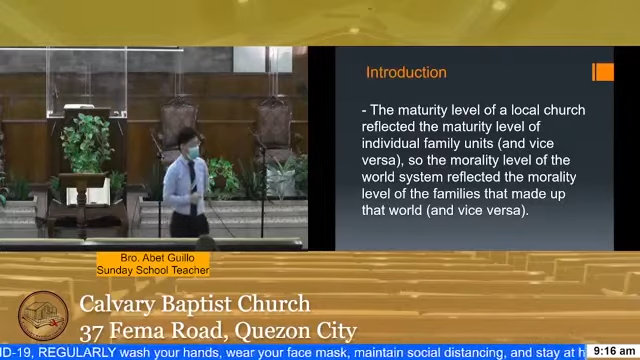 Introduction
- The maturity level of a local church
reflected the maturity level of
individual family units (and vice
versa), so the morality level of the
world system reflected the morality
level of the families that made up
that world (and vice versa).
Bro. Abet Guillo
Sunday School Teacher
Calvary Baptist Church
37 Fema Road, Quezon City
ID-19, REGULARLY wash your hands, wear your face mask, maintain social distancing, and stay at h
9:16 am